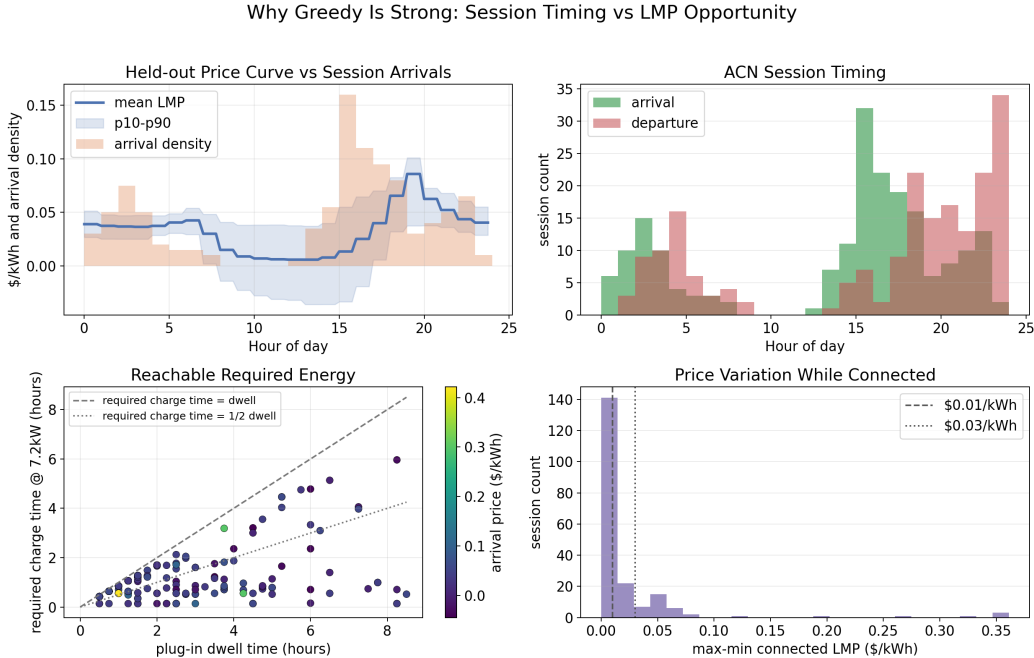 Why Greedy Is Strong: Session Timing vs LMP Opportunity
Held-out Price Curve vs Session Arrivals
$/kWh and arrival density
0.15
0.10
0.05
0.00
mean LMP
p10-p90
arrival density
0
5
10
15
20
25
Hour of day
ACN Session Timing
session count
35
30
25
20
15
10
5
0
arrival
departure
0
5
10
15
20
25
Hour of day
Reachable Required Energy
required charge time @ 7.2kW (hours)
8
6
4
2
0
required charge time = dwell
required charge time = 1/2 dwell
0
2
4
6
8
plug-in dwell time (hours)
0.4
0.3
0.2
0.1
0.0
arrival price ($/kWh)
Price Variation While Connected
session count
140
120
100
80
60
40
20
0
$0.01/kWh
$0.03/kWh
0.00
0.05
0.10
0.15
0.20
0.25
0.30
0.35
max-min connected LMP ($/kWh)